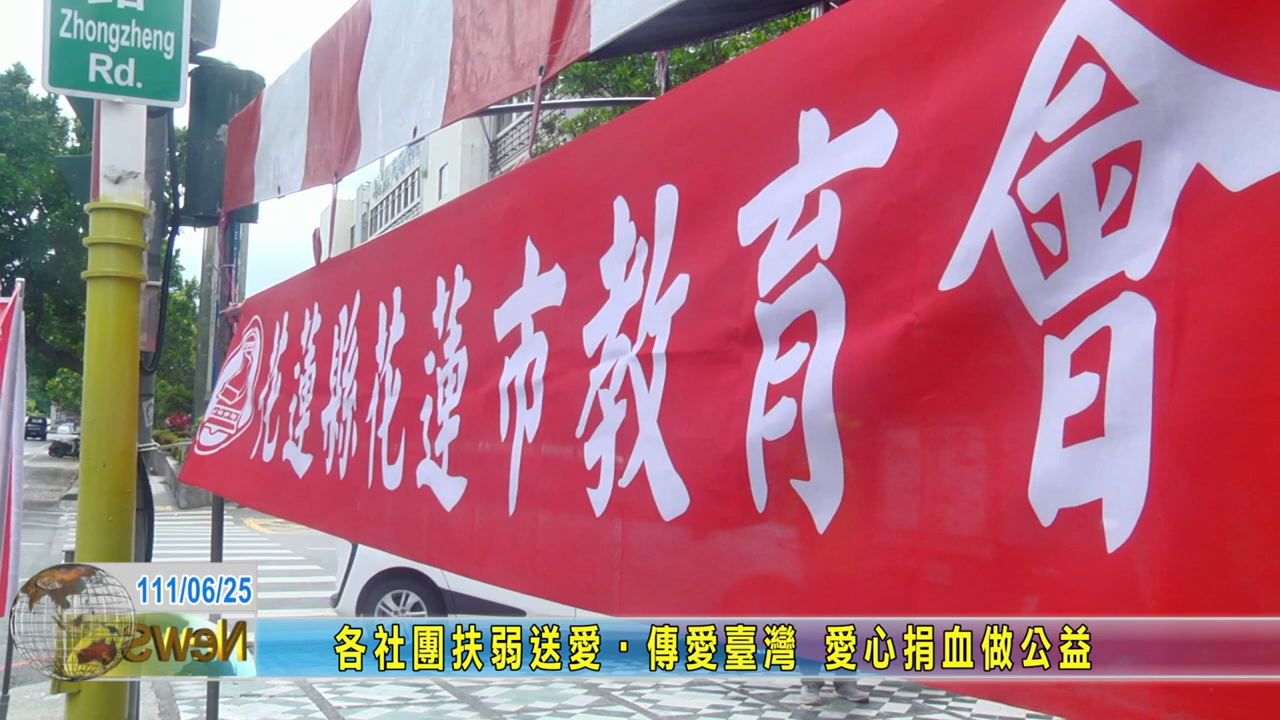 Zhongzheng
Rd.
花蓮縣花蓮市教育會
111/06/25
News
各社團扶弱送愛·傳愛臺灣 愛心捐血做公益